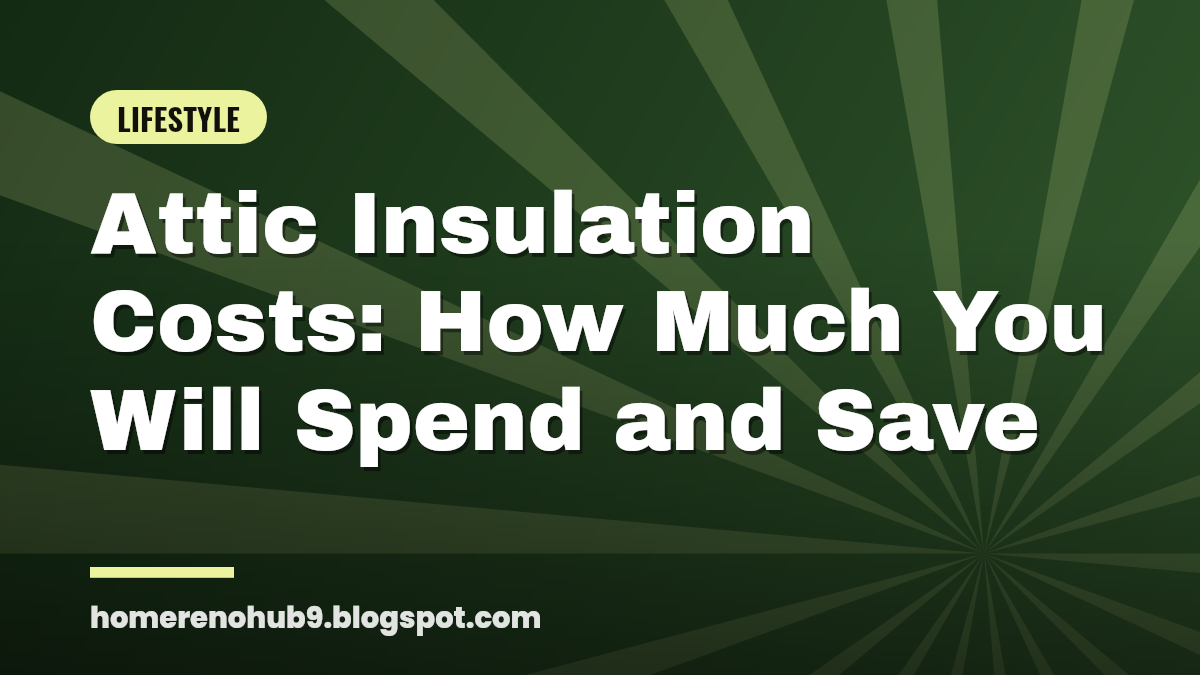 LIFESTYLE
Attic Insulation
Costs: How Much You
Will Spend and Save
homerenohub9.blogspot.com